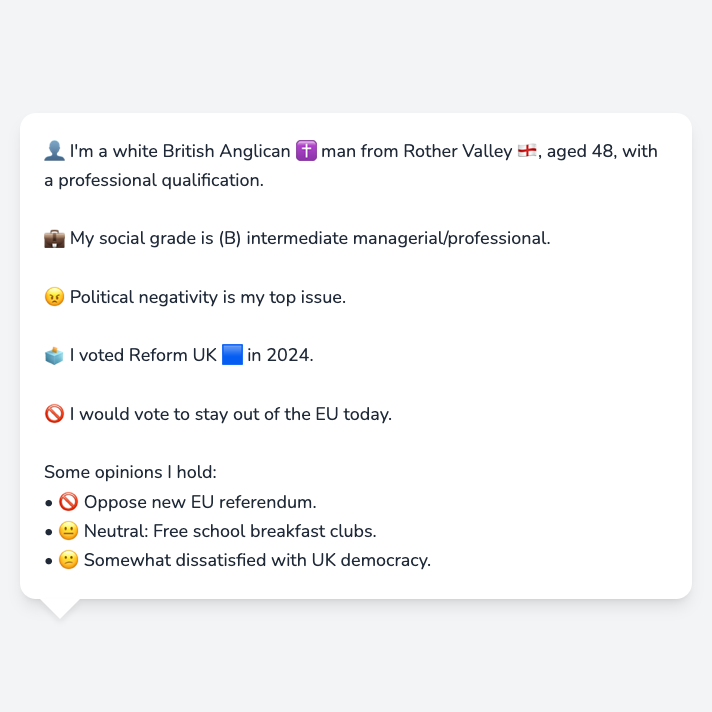 👤 I'm a white British Anglican ✝️ man from Rother Valley 🏴󠁧󠁢󠁥󠁮󠁧󠁿, aged 48, with
a professional qualification.
💼 My social grade is (B) intermediate managerial/professional.
😠 Political negativity is my top issue.
🗳️ I voted Reform UK 🟦 in 2024.
🚫 I would vote to stay out of the EU today.
Some opinions I hold:
• 🚫 Oppose new EU referendum.
• 😐 Neutral: Free school breakfast clubs.
• 😕 Somewhat dissatisfied with UK democracy.